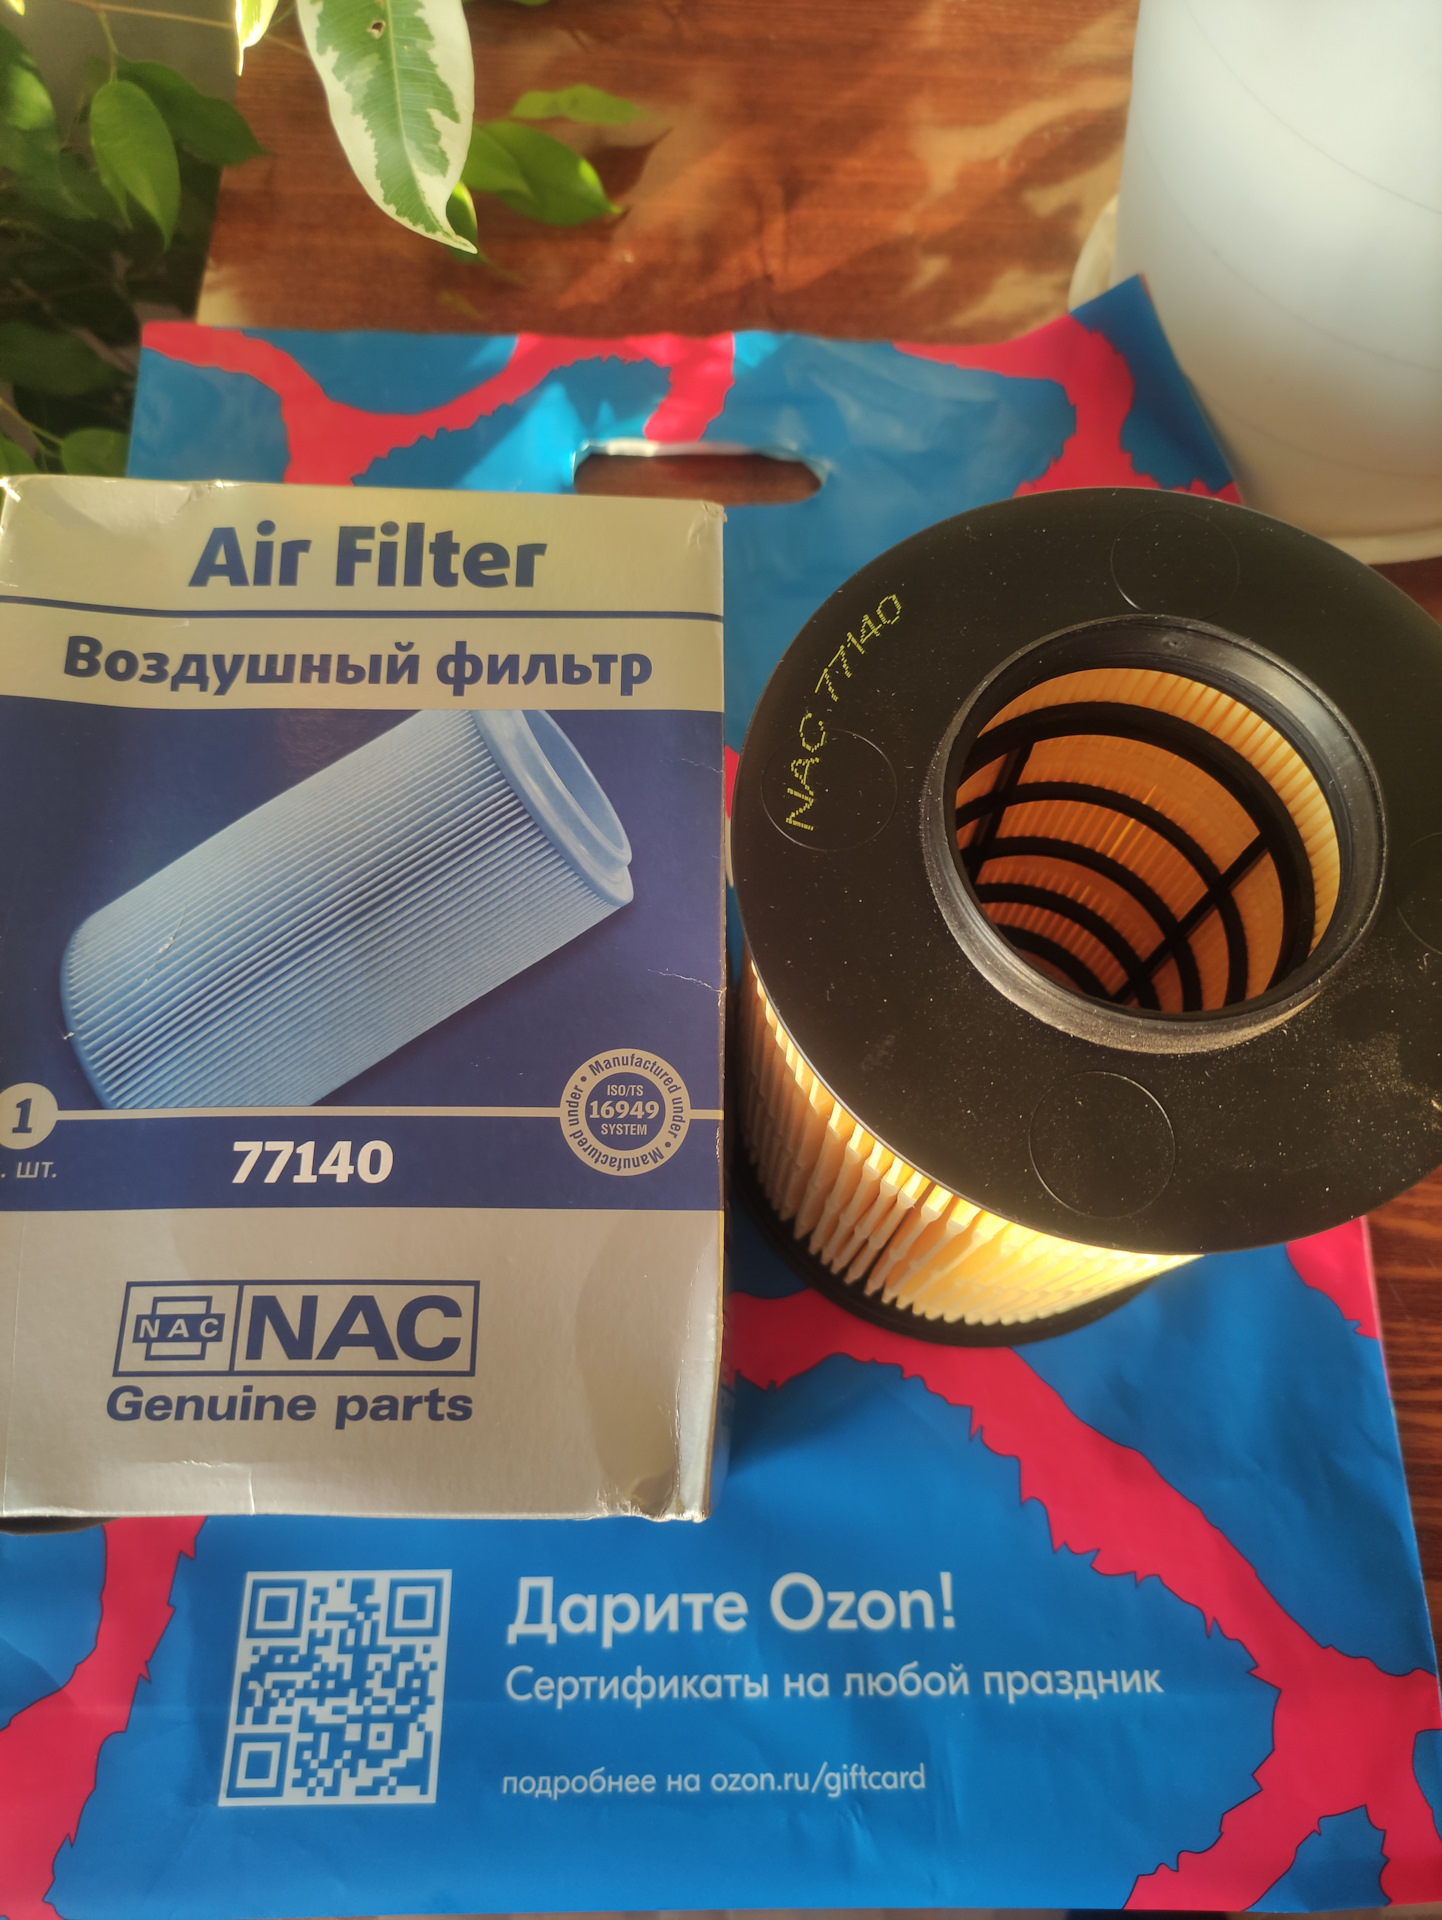 Air Filter
Воздушный фильтр
NAC 77140
Manufactured under • Manufactured under •
ISO/TS
16949
SYSTEM
1
. шт.
77140
NAC NAC
Genuine parts
Дарите Ozon!
Сертификаты на любой праздник
подробнее на ozon.ru/giftcard